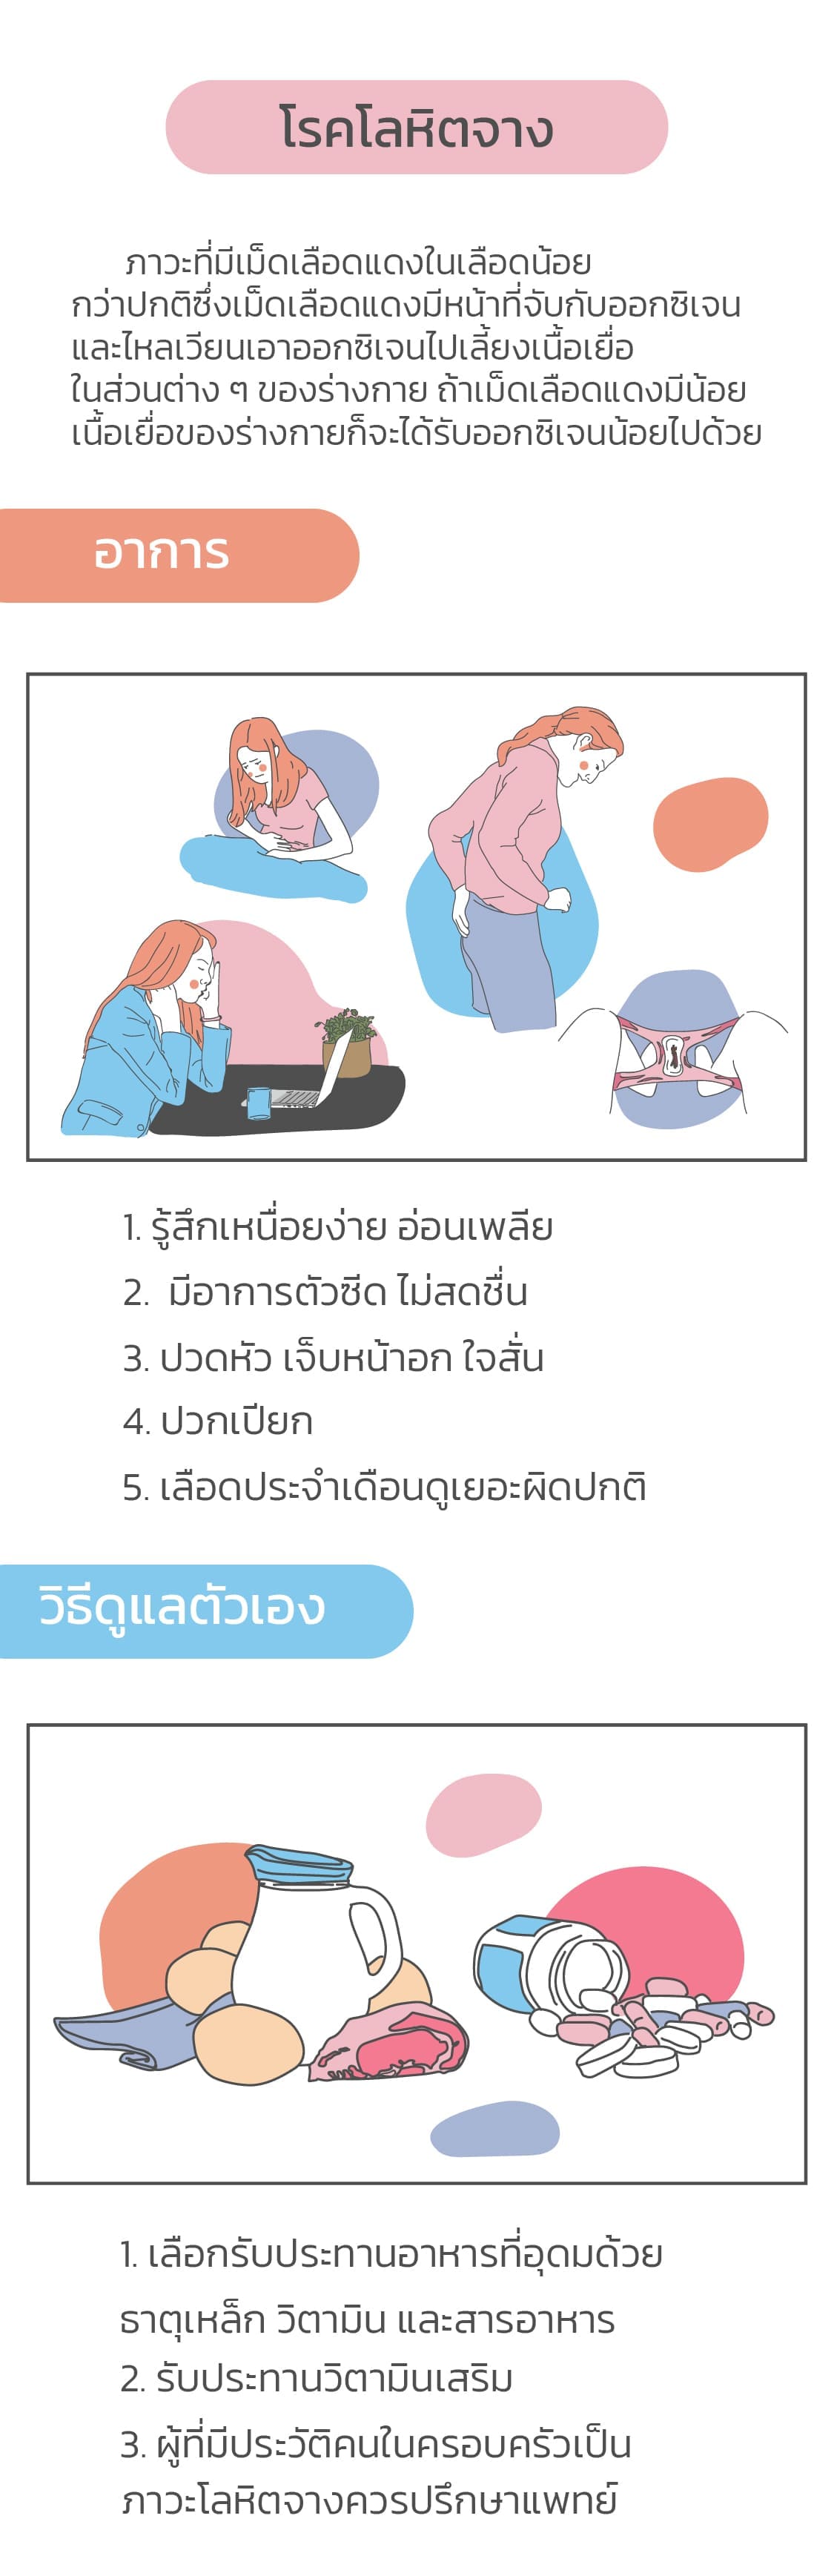 โรคโลหิตจาง
ภาวะที่มีเม็ดเลือดแดงในเลือดน้อย
กว่าปกติซึ่งเม็ดเลือดแดงมีหน้าที่จับกับออกซิเจน
และไหลเวียนเอาออกซิเจนไปเลี้ยงเนื้อเยื่อ
ในส่วนต่าง ๆ ของร่างกาย ถ้าเม็ดเลือดแดงมีน้อย
เนื้อเยื่อของร่างกายก็จะได้รับออกซิเจนน้อยไปด้วย
อาการ
1. รู้สึกเหนื่อยง่าย อ่อนเพลีย
2. มีอาการตัวซีด ไม่สดชื่น
3. ปวดหัว เจ็บหน้าอก ใจสั่น
4. ปวกเปียก
5. เลือดประจำเดือนดูเยอะผิดปกติ
วิธีดูแลตัวเอง
1. เลือกรับประทานอาหารที่อุดมด้วย
ธาตุเหล็ก วิตามิน และสารอาหาร
2. รับประทานวิตามินเสริม
3. ผู้ที่มีประวัติคนในครอบครัวเป็น
ภาวะโลหิตจางควรปรึกษาแพทย์